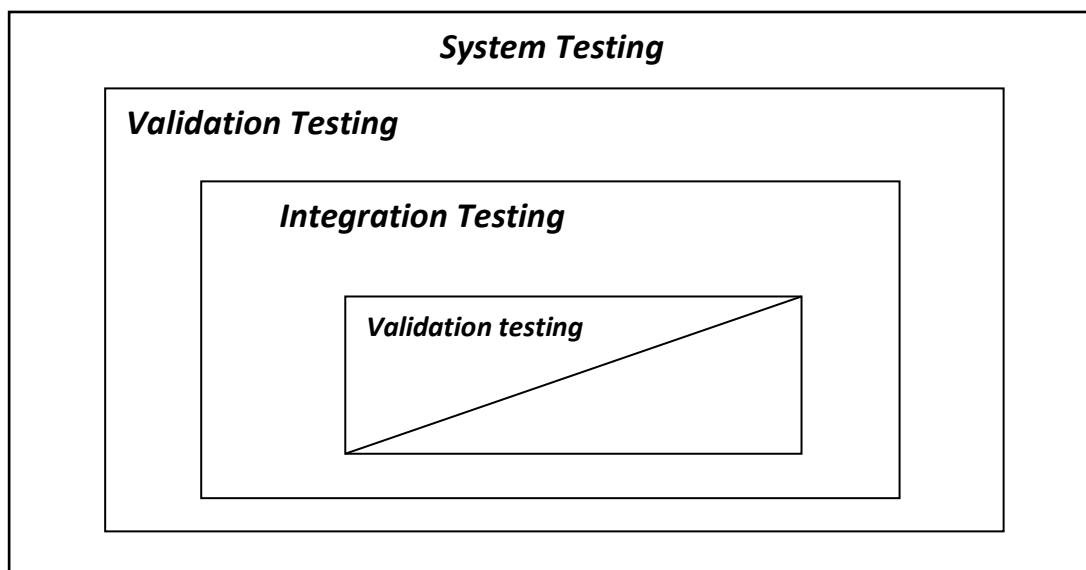 System Testing
Validation Testing
Integration Testing
Validation testing